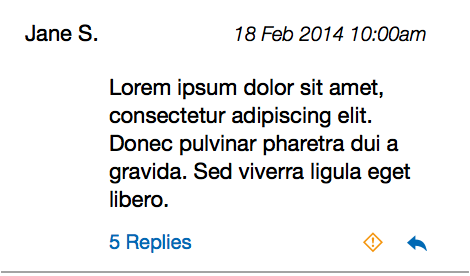 Jane S. 18 Feb 2014 10:00am
Lorem ipsum dolor sit amet,
consectetur adipiscing elit.
Donec pulvinar pharetra dui a
gravida. Sed viverra ligula eget
libero.
5 Replies